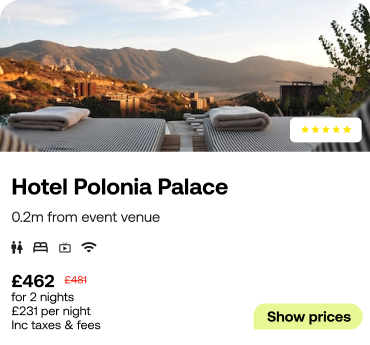 Hotel Polonia Palace
0.2m from event venue
£462 £481
for 2 nights
£231 per night
Inc taxes & fees
Show prices